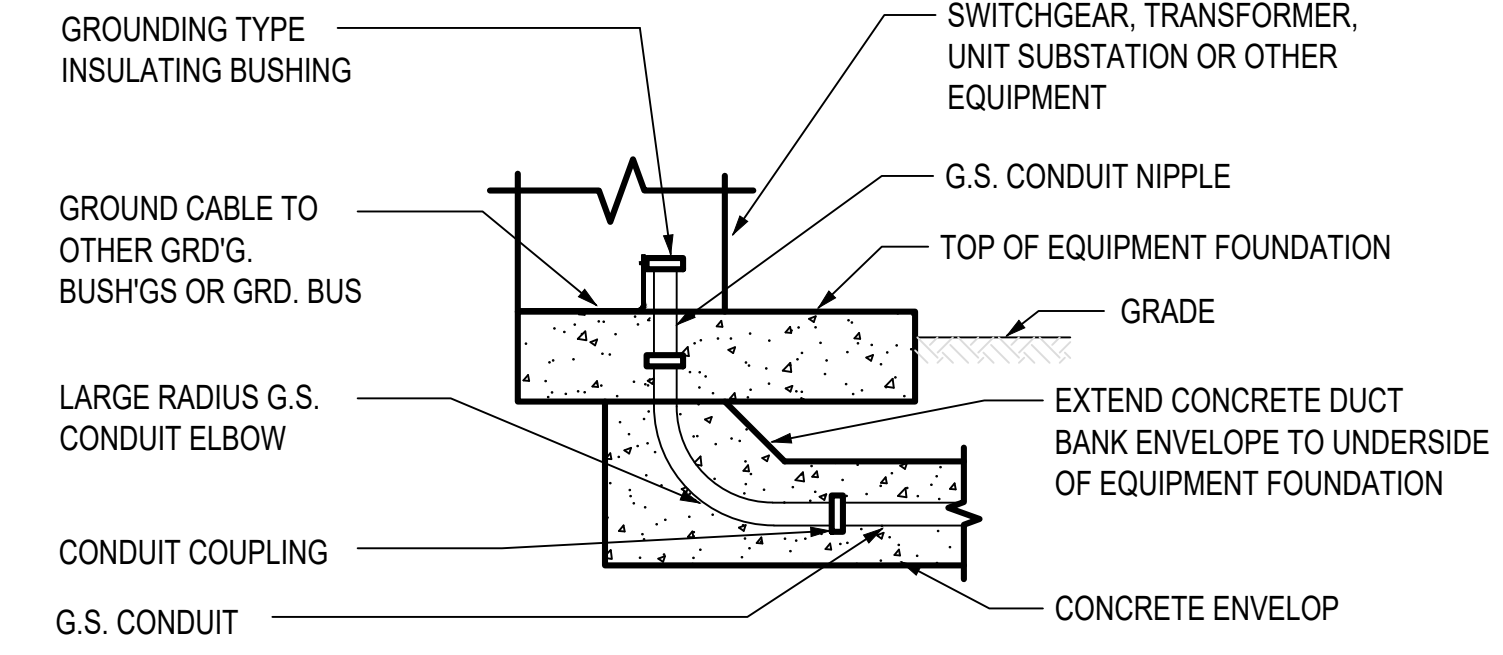 GROUNDING TYPE
INSULATING BUSHING
SWITCHGEAR, TRANSFORMER,
UNIT SUBSTATION OR OTHER
EQUIPMENT
G.S. CONDUIT NIPPLE
GROUND CABLE TO
OTHER GRD'G.
BUSH'GS OR GRD. BUS
TOP OF EQUIPMENT FOUNDATION
GRADE
LARGE RADIUS G.S.
CONDUIT ELBOW
EXTEND CONCRETE DUCT
BANK ENVELOPE TO UNDERSIDE
OF EQUIPMENT FOUNDATION
CONDUIT COUPLING
G.S. CONDUIT
CONCRETE ENVELOP